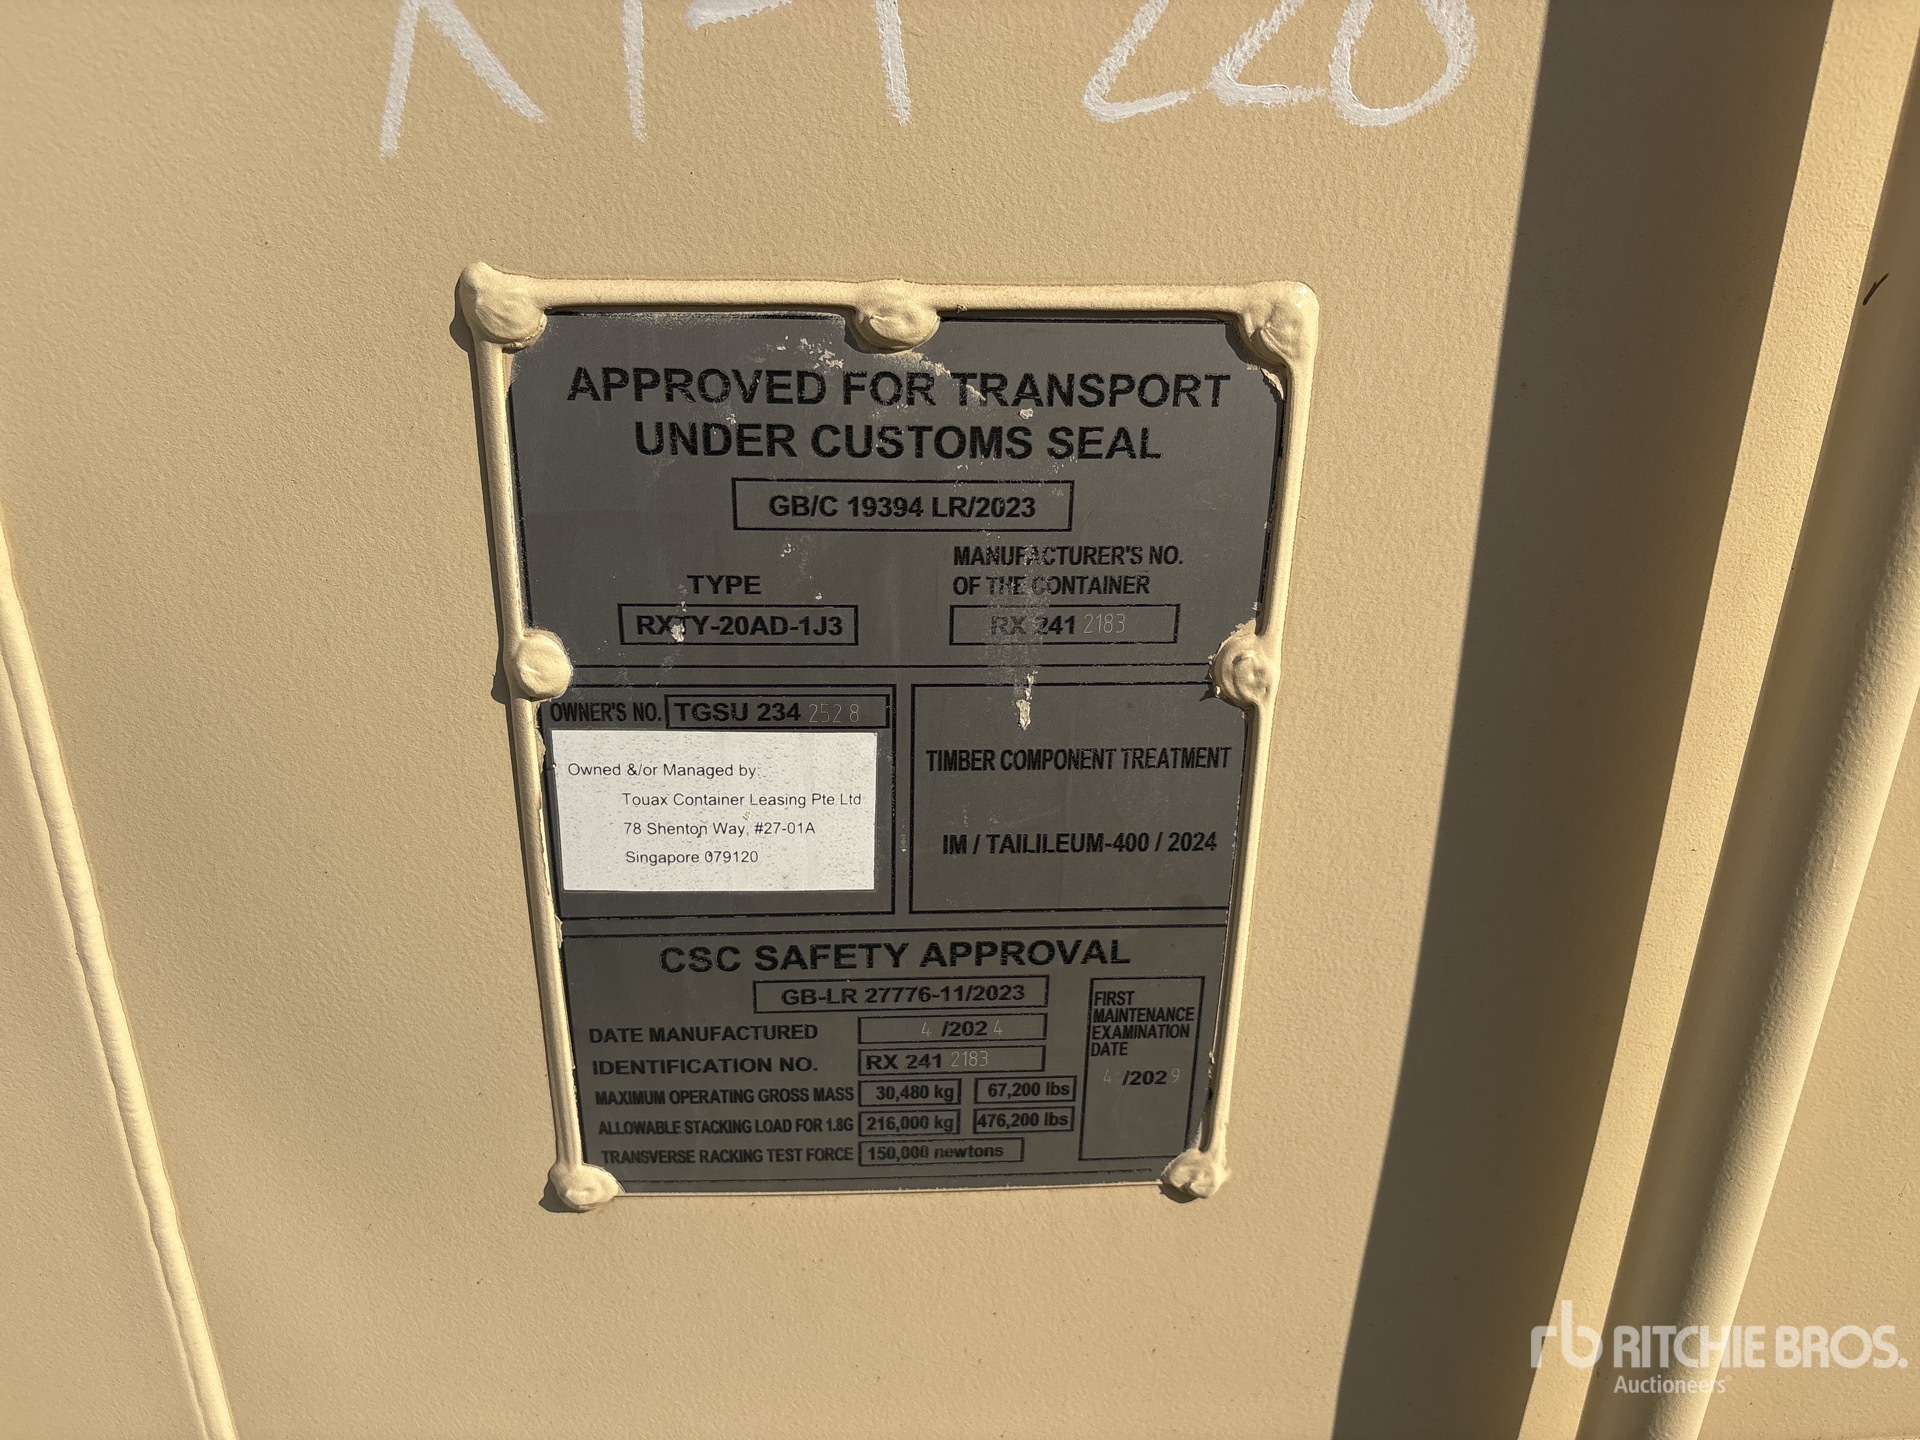 APPROVED FOR TRANSPORT
UNDER CUSTOMS SEAL
GB/C 19394 LR/2023
TYPE
RXTY-20AD-1J3
MANUFACTURER'S NO.
OF THE CONTAINER
RX 241 2183
OWNER'S NO. TGSU 234 2528
Owned &/or Managed by:
Touax Container Leasing Pte Ltd
78 Shenton Way, #27-01A
Singapore 079120
TIMBER COMPONENT TREATMENT
IM / TAILILEUM-400 / 2024
CSC SAFETY APPROVAL
GB-LR 27776-11/2023
DATE MANUFACTURED 4 /2024
IDENTIFICATION NO. RX 241 2183
MAXIMUM OPERATING GROSS MASS 30,480 kg 67,200 lbs
ALLOWABLE STACKING LOAD FOR 1.8G 216,000 kg 476,200 lbs
TRANSVERSE RACKING TEST FORCE 150,000 newtons
FIRST
MAINTENANCE
EXAMINATION
DATE
4 /2029
rb RITCHIE BROS.
Auctioneers